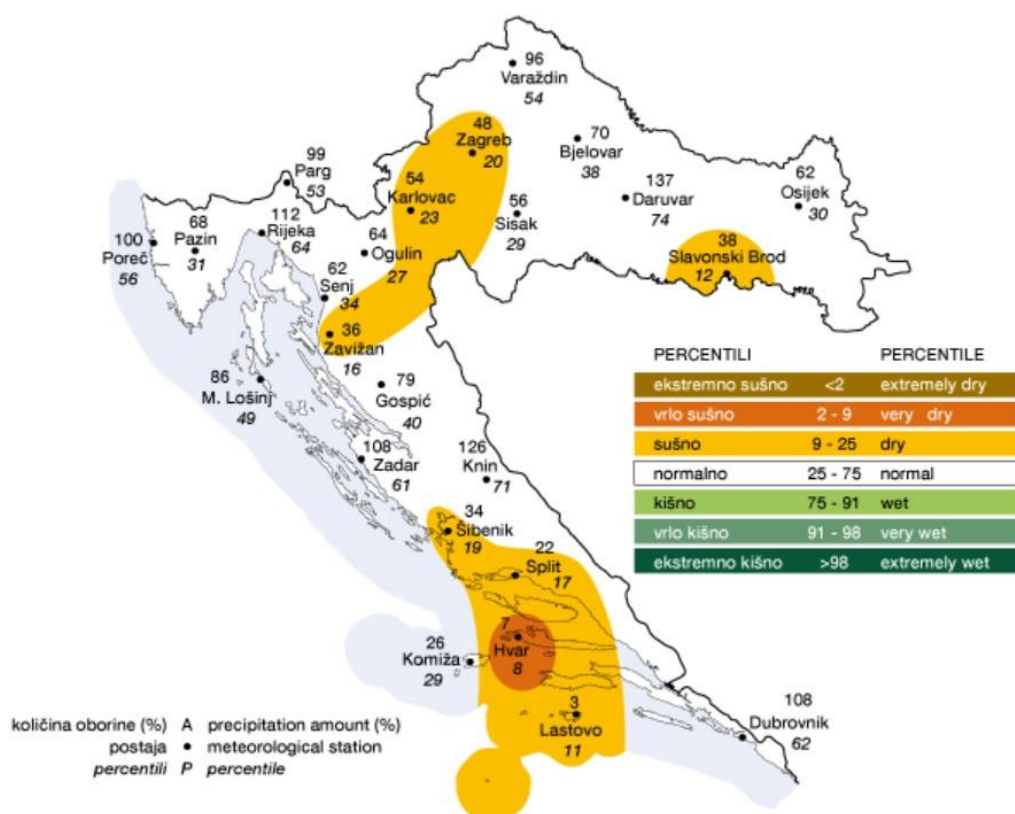 96
Varaždin
54
48
Zagreb
20
70
Bjelovar
38
99
Parg
53
54
Karlovac
23
137
Daruvar
74
62
Osijek
30
56
Sisak
29
68
Pazin
31
112
Rijeka
64
100
Poreč
56
64
Ogulin
27
38
Slavonski Brod
12
62
Senj
34
36
Zavižan
16
86
M. Lošinj
49
79
Gospić
40
108
Zadar
61
126
Knin
71
34
Šibenik
19
22
Split
17
7
Hvar
8
26
Komiža
29
3
Lastovo
11
108
Dubrovnik
62
PERCENTILI PERCENTILE
ekstremno sušno <2 extremely dry
vrlo sušno 2 - 9 very dry
sušno 9 - 25 dry
normalno 25 - 75 normal
kišno 75 - 91 wet
vrlo kišno 91 - 98 very wet
ekstremno kišno >98 extremely wet
količina oborine (%) A precipitation amount (%)
postaja • meteorological station
percentili P percentile